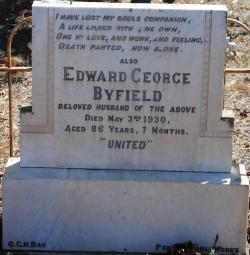 I HAVE LOST MY SOULS COMPANION,
A LIFE LINKED WITH MY OWN,
ONE IN LOVE, AND WORK, AND FEELING,
DEATH PARTED, NOW ALONE.
ALSO
EDWARD GEORGE
BYFIELD
BELOVED HUSBAND OF THE ABOVE
DIED MAY 3RD 1930,
AGED 86 YEARS, 7 MONTHS.
"UNITED"
O.C.H. BAY
WORKS